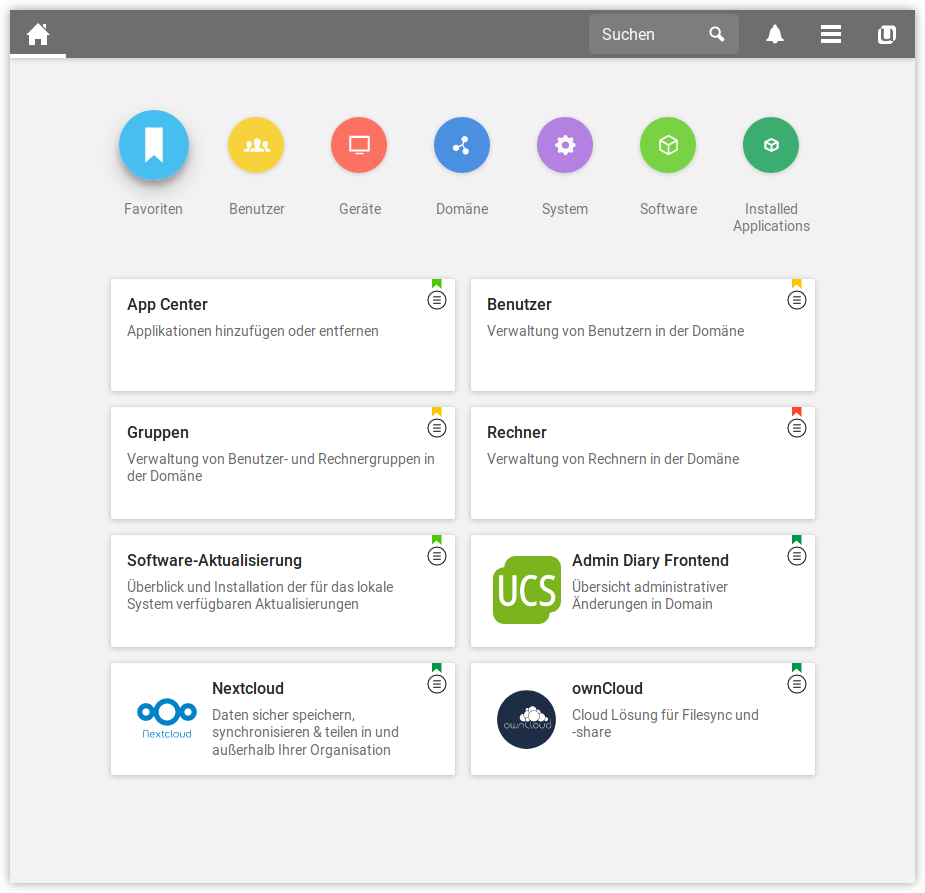 Suchen
Favoriten
Benutzer
Geräte
Domäne
System
Software
Installed
Applications
App Center
Applikationen hinzufügen oder entfernen
Benutzer
Verwaltung von Benutzern in der Domäne
Gruppen
Verwaltung von Benutzer- und Rechnergruppen in
der Domäne
Rechner
Verwaltung von Rechnern in der Domäne
Software-Aktualisierung
Überblick und Installation der für das lokale
System verfügbaren Aktualisierungen
UCS
Admin Diary Frontend
Übersicht administrativer
Änderungen in Domain
Nextcloud
Nextcloud
Daten sicher speichern,
synchronisieren & teilen in und
außerhalb Ihrer Organisation
ownCloud
ownCloud
Cloud Lösung für Filesync und
-share